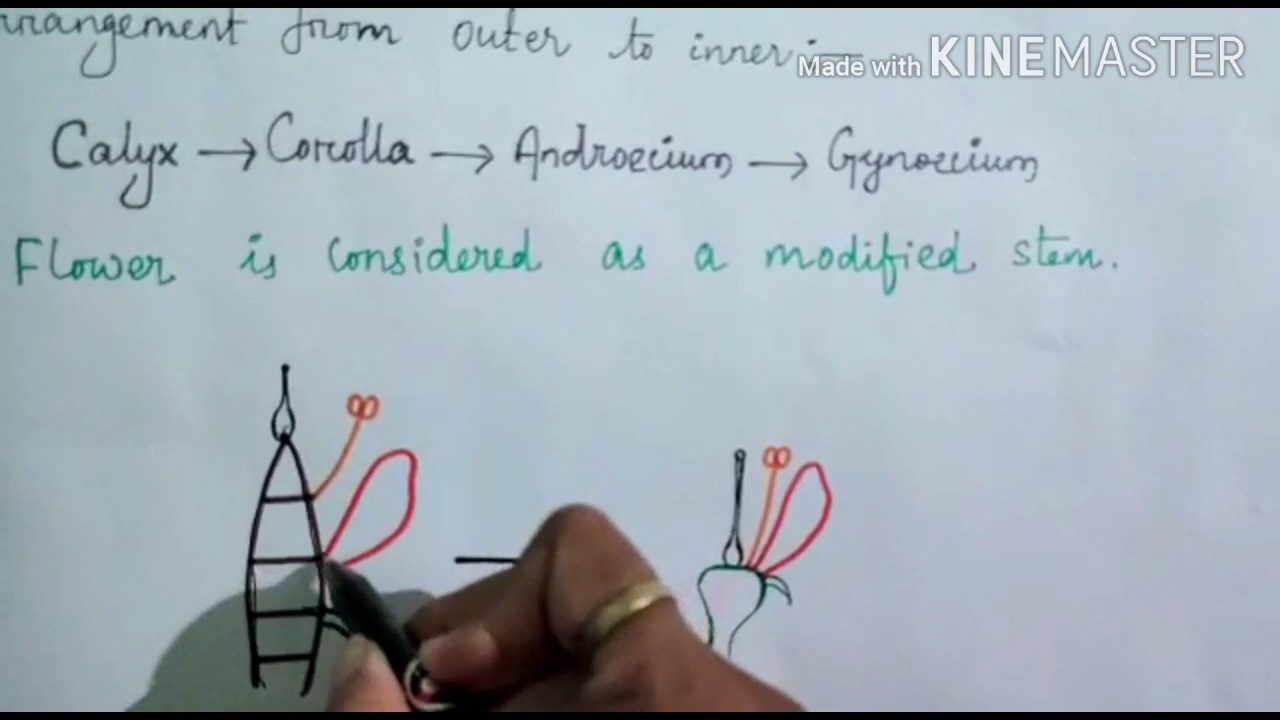 rrangement from outer to inner:-
Made with KINEMASTER
Calyx → Corolla → Androecium → Gynoecium
Flower is considered as a modified stem.